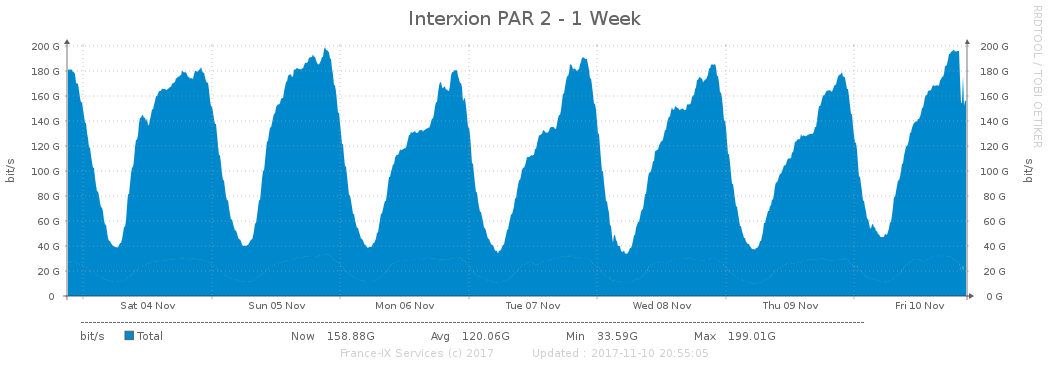 Interxion PAR 2 - 1 Week
RRDTOOL / TOBI OETIKER
200 G 200 G
180 G 180 G
160 G 160 G
140 G 140 G
120 G 120 G
100 G 100 G
80 G 80 G
60 G 60 G
40 G 40 G
20 G 20 G
0 0 G
bit/s
bit/s
Sat 04 Nov Sun 05 Nov Mon 06 Nov Tue 07 Nov Wed 08 Nov Thu 09 Nov Fri 10 Nov
bit/s Total Now 158.88G Avg 120.06G Min 33.59G Max 199.01G
France-IX Services (c) 2017 Updated : 2017-11-10 20:55:05